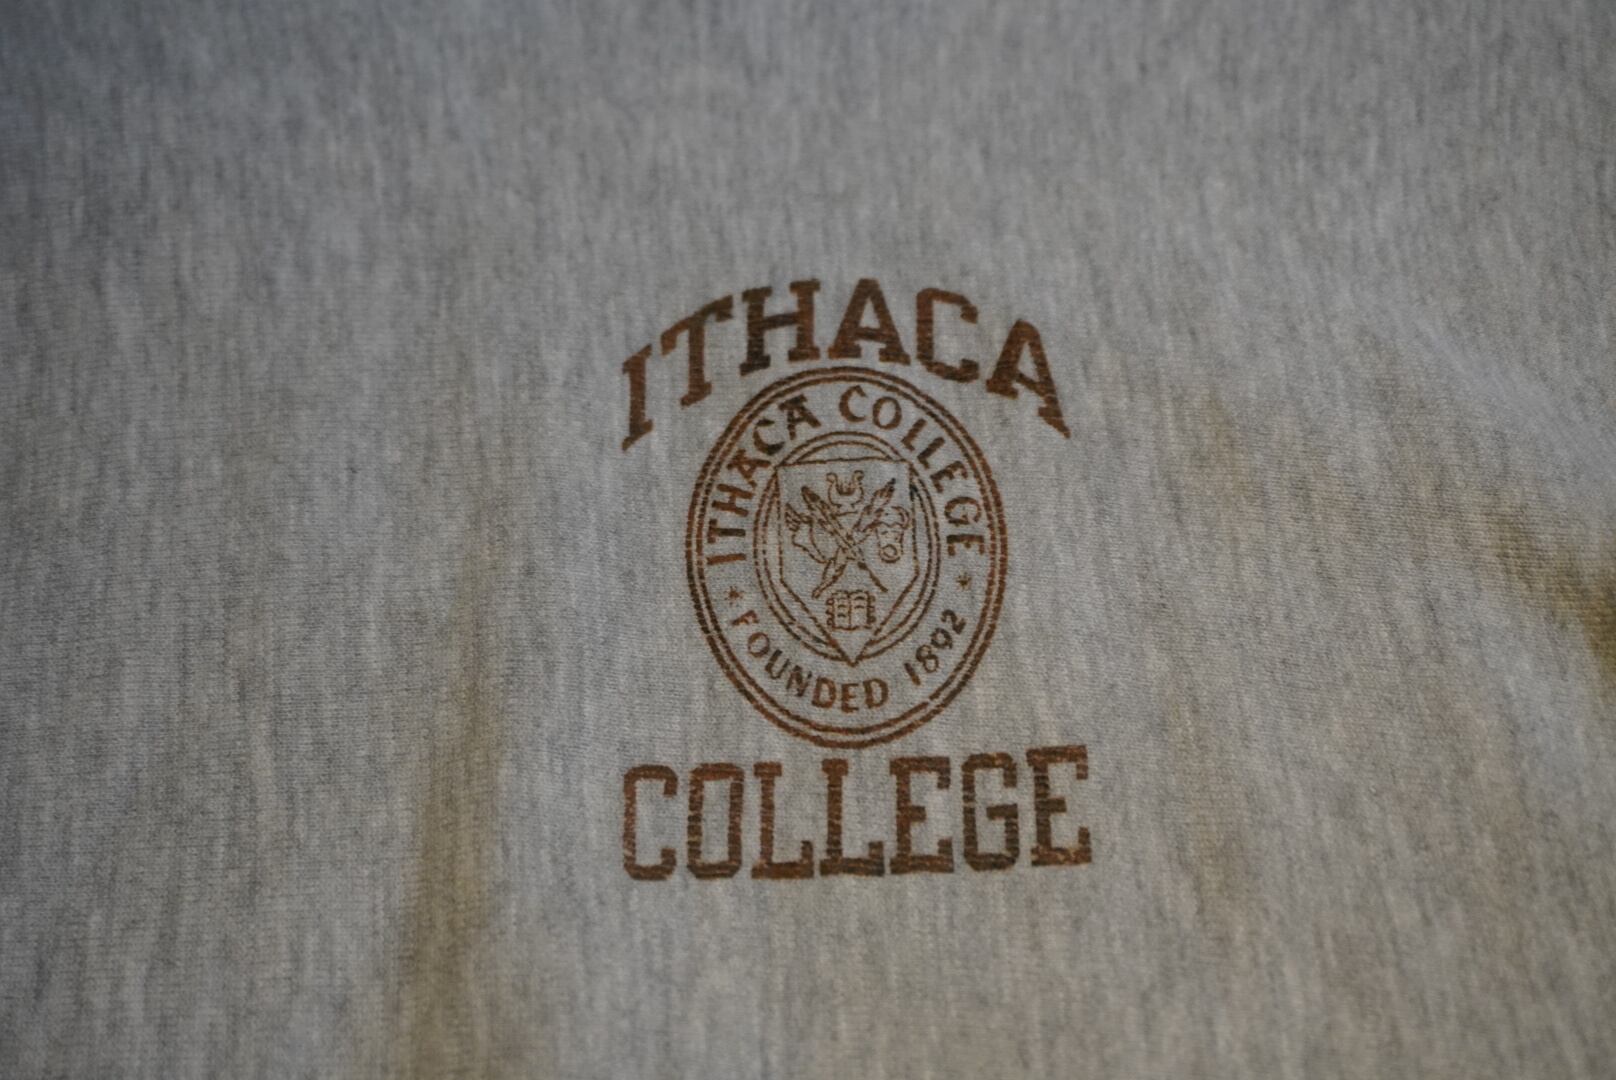 ITHACA
ITHACA COLLEGE
* FOUNDED 1892 *
COLLEGE